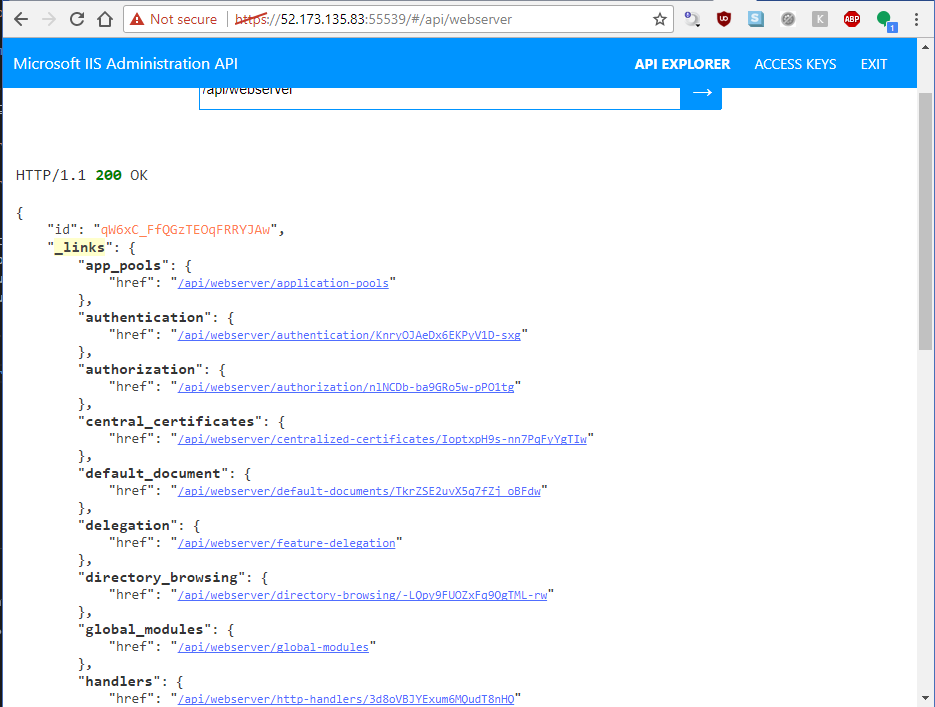 Not secure https://52.173.135.83:55539/#/api/webserver
Microsoft IIS Administration API API EXPLORER ACCESS KEYS EXIT
/api/webserver →
HTTP/1.1 200 OK
{
"id": "qW6xC_FfQGzTEOqFRRYJAw",
"_links": {
"app_pools": {
"href": "/api/webserver/application-pools"
},
"authentication": {
"href": "/api/webserver/authentication/KnryOJAeDx6EKPyV1D-sxg"
},
"authorization": {
"href": "/api/webserver/authorization/nlNCDb-ba9GRo5w-pPO1tg"
},
"central_certificates": {
"href": "/api/webserver/centralized-certificates/IoptxpH9s-nn7PqFyYgTIw"
},
"default_document": {
"href": "/api/webserver/default-documents/TkrZSE2uvX5q7fZj_oBFdw"
},
"delegation": {
"href": "/api/webserver/feature-delegation"
},
"directory_browsing": {
"href": "/api/webserver/directory-browsing/-LQpy9FUOZxFq9QgTML-rw"
},
"global_modules": {
"href": "/api/webserver/global-modules"
},
"handlers": {
"href": "/api/webserver/http-handlers/3d8oVBJYExum6MQudT8nHQ"